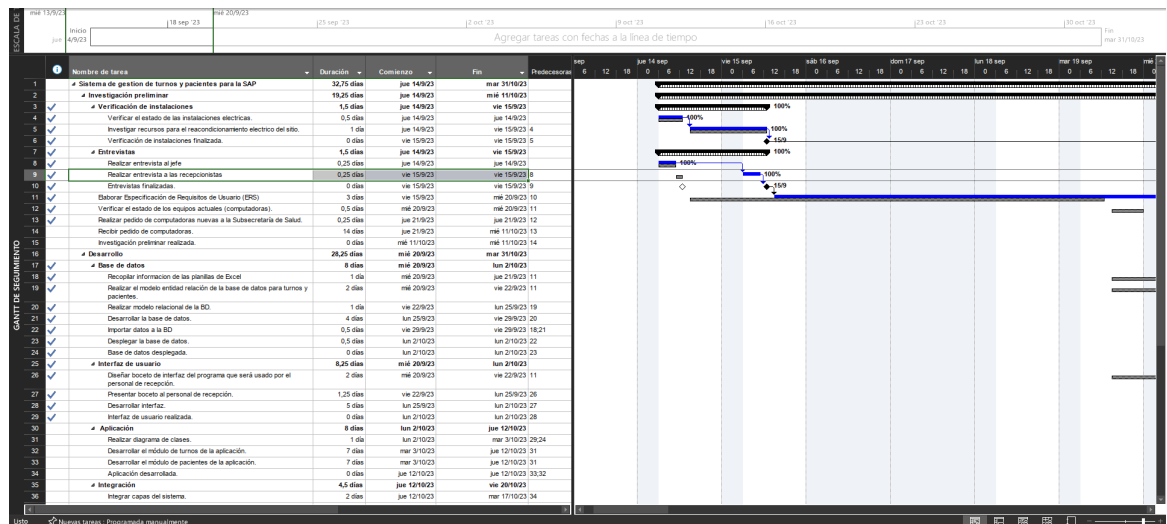 mié 13/9/23
mié 20/9/23
18 sep '23 25 sep '23 2 oct '23 9 oct '23 16 oct '23 23 oct '23 30 oct '23
ESCALA DE
Inicio
jue 4/9/23
Agregar tareas con fechas a la línea de tiempo
Fin
mar 31/10/23
GANTT DE SEGUIMIENTO
Nombre de tarea Duración Comienzo Fin Predecesoras
sep jue 14 sep vie 15 sep sáb 16 sep dom 17 sep lun 18 sep mar 19 sep mié
6 12 18 0 6 12 18 0 6 12 18 0 6 12 18 0 6 12 18 0 6 12 18 0 6 12 18 0
1 Sistema de gestion de turnos y pacientes para la SAP 32,75 días jue 14/9/23 mar 31/10/23
2 Investigación preliminar 19,25 días jue 14/9/23 mié 11/10/23
3 Verificación de instalaciones 1,5 días jue 14/9/23 vie 15/9/23 100%
4 Verificar el estado de las instalaciones electricas. 0,5 días jue 14/9/23 jue 14/9/23 100%
5 Investigar recursos para el reacondicionamiento electrico del sitio. 1 día jue 14/9/23 vie 15/9/23 4 100%
6 Verificación de instalaciones finalizada. 0 días vie 15/9/23 vie 15/9/23 5 15/9
7 Entrevistas 1,5 días jue 14/9/23 vie 15/9/23 100%
8 Realizar entrevista al jefe 0,25 días jue 14/9/23 jue 14/9/23 100%
9 Realizar entrevista a las recepcionistas 0,25 días vie 15/9/23 vie 15/9/23 8 100%
10 Entrevistas finalizadas. 0 días vie 15/9/23 vie 15/9/23 9 15/9
11 Elaborar Especificación de Requisitos de Usuario (ERS) 3 días vie 15/9/23 mié 20/9/23 10
12 Verificar el estado de los equipos actuales (computadoras). 0,5 días mié 20/9/23 mié 20/9/23 11
13 Realizar pedido de computadoras nuevas a la Subsecretaría de Salud. 0,25 días jue 21/9/23 jue 21/9/23 12
14 Recibir pedido de computadoras. 14 días jue 21/9/23 mié 11/10/23 13
15 Investigación preliminar realizada. 0 días mié 11/10/23 mié 11/10/23 14
16 Desarrollo 28,25 días mié 20/9/23 mar 31/10/23
17 Base de datos 8 días mié 20/9/23 lun 2/10/23
18 Recopilar informacion de las planillas de Excel 1 día mié 20/9/23 jue 21/9/23 11
19 Realizar el modelo entidad relación de la base de datos para turnos y 2 días mié 20/9/23 vie 22/9/23 11
pacientes.
20 Realizar modelo relacional de la BD. 1 día vie 22/9/23 lun 25/9/23 19
21 Desarrollar la base de datos. 4 días lun 25/9/23 vie 29/9/23 20
22 Importar datos a la BD 0,5 días vie 29/9/23 vie 29/9/23 18;21
23 Desplegar la base de datos. 0,5 días lun 2/10/23 lun 2/10/23 22
24 Base de datos desplegada. 0 días lun 2/10/23 lun 2/10/23 23
25 Interfaz de usuario 8,25 días mié 20/9/23 lun 2/10/23
26 Diseñar boceto de interfaz del programa que será usado por el 2 días mié 20/9/23 vie 22/9/23 11
personal de recepción.
27 Presentar boceto al personal de recepción. 1,25 días vie 22/9/23 lun 25/9/23 26
28 Desarrollar interfaz. 5 días lun 25/9/23 lun 2/10/23 27
29 Interfaz de usuario realizada. 0 días lun 2/10/23 lun 2/10/23 28
30 Aplicación 8 días lun 2/10/23 jue 12/10/23
31 Realizar diagrama de clases. 1 día lun 2/10/23 mar 3/10/23 29;24
32 Desarrollar el módulo de turnos de la aplicación. 7 días mar 3/10/23 jue 12/10/23 31
33 Desarrollar el módulo de pacientes de la aplicación. 7 días mar 3/10/23 jue 12/10/23 31
34 Aplicación desarrollada. 0 días jue 12/10/23 jue 12/10/23 33;32
35 Integración 4,5 días jue 12/10/23 vie 20/10/23
36 Integrar capas del sistema. 2 días jue 12/10/23 mar 17/10/23 34
Listo Nuevas tareas : Programada manualmente